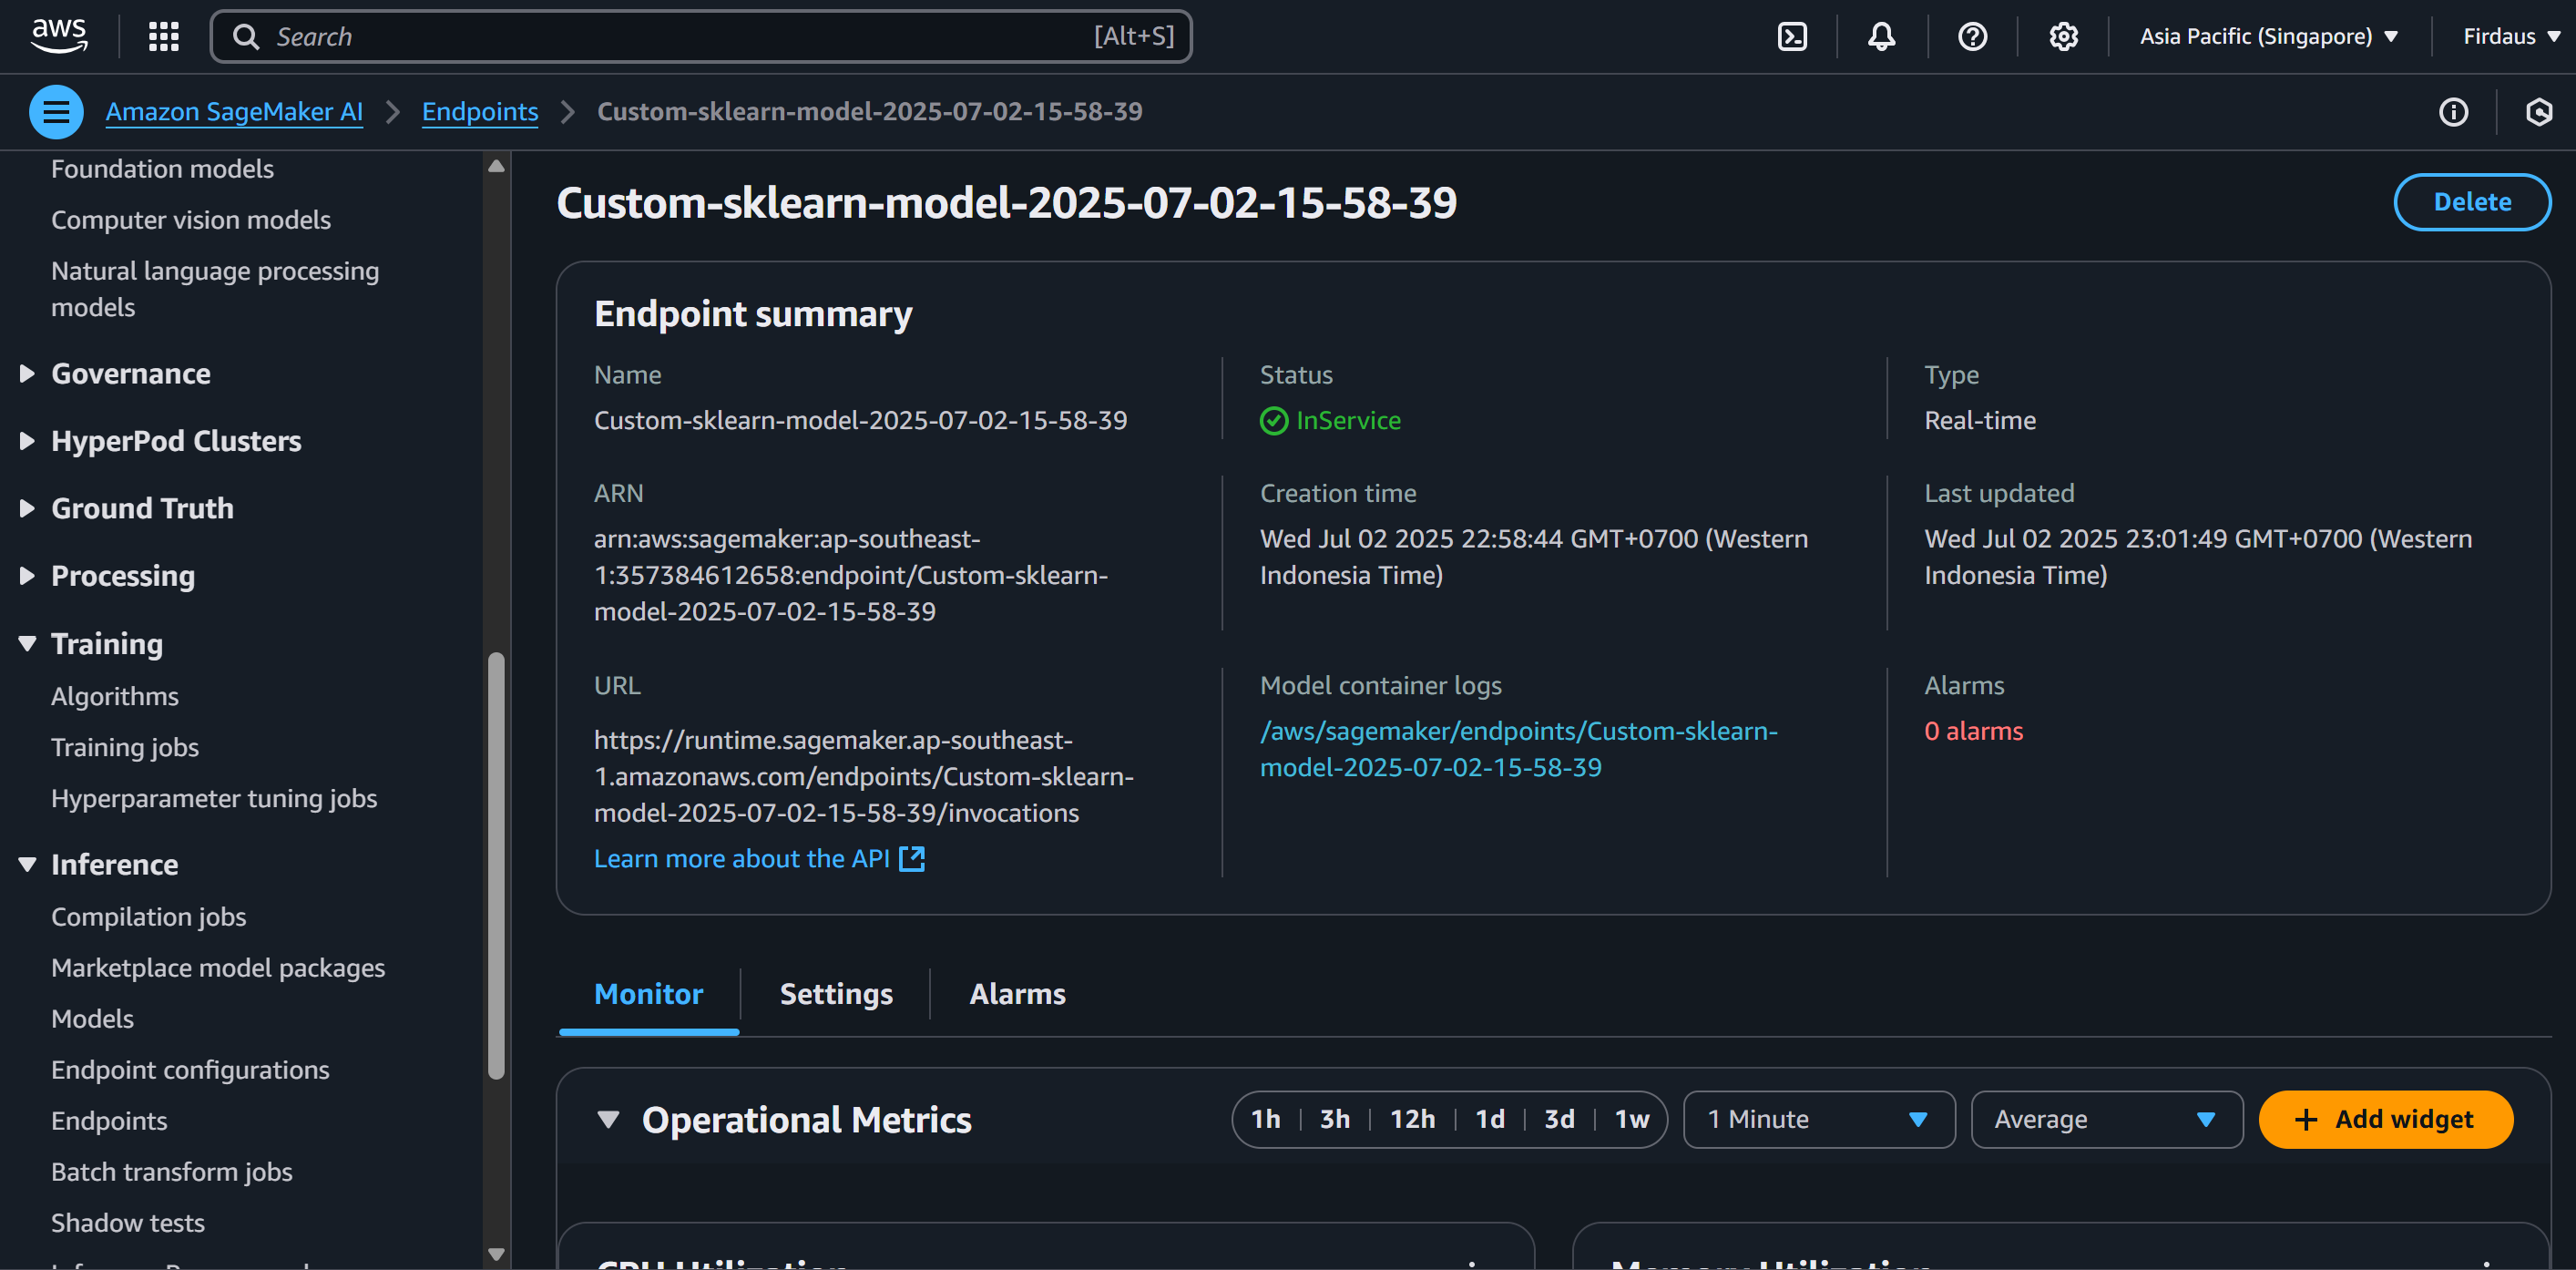 aws
Search
[Alt+S]
Asia Pacific (Singapore)
Firdaus
Amazon SageMaker AI
Endpoints
Custom-sklearn-model-2025-07-02-15-58-39
Foundation models
Computer vision models
Natural language processing
models
Governance
HyperPod Clusters
Ground Truth
Processing
Training
Algorithms
Training jobs
Hyperparameter tuning jobs
Inference
Compilation jobs
Marketplace model packages
Models
Endpoint configurations
Endpoints
Batch transform jobs
Shadow tests
Custom-sklearn-model-2025-07-02-15-58-39
Delete
Endpoint summary
Name
Custom-sklearn-model-2025-07-02-15-58-39
Status
InService
Type
Real-time
ARN
arn:aws:sagemaker:ap-southeast-
1:357384612658:endpoint/Custom-sklearn-
model-2025-07-02-15-58-39
Creation time
Wed Jul 02 2025 22:58:44 GMT+0700 (Western
Indonesia Time)
Last updated
Wed Jul 02 2025 23:01:49 GMT+0700 (Western
Indonesia Time)
URL
https://runtime.sagemaker.ap-southeast-
1.amazonaws.com/endpoints/Custom-sklearn-
model-2025-07-02-15-58-39/invocations
Learn more about the API
Model container logs
/aws/sagemaker/endpoints/Custom-sklearn-
model-2025-07-02-15-58-39
Alarms
0 alarms
Monitor
Settings
Alarms
Operational Metrics
1h
3h
12h
1d
3d
1w
1 Minute
Average
+ Add widget
CPU Utilization
Memory Utilization